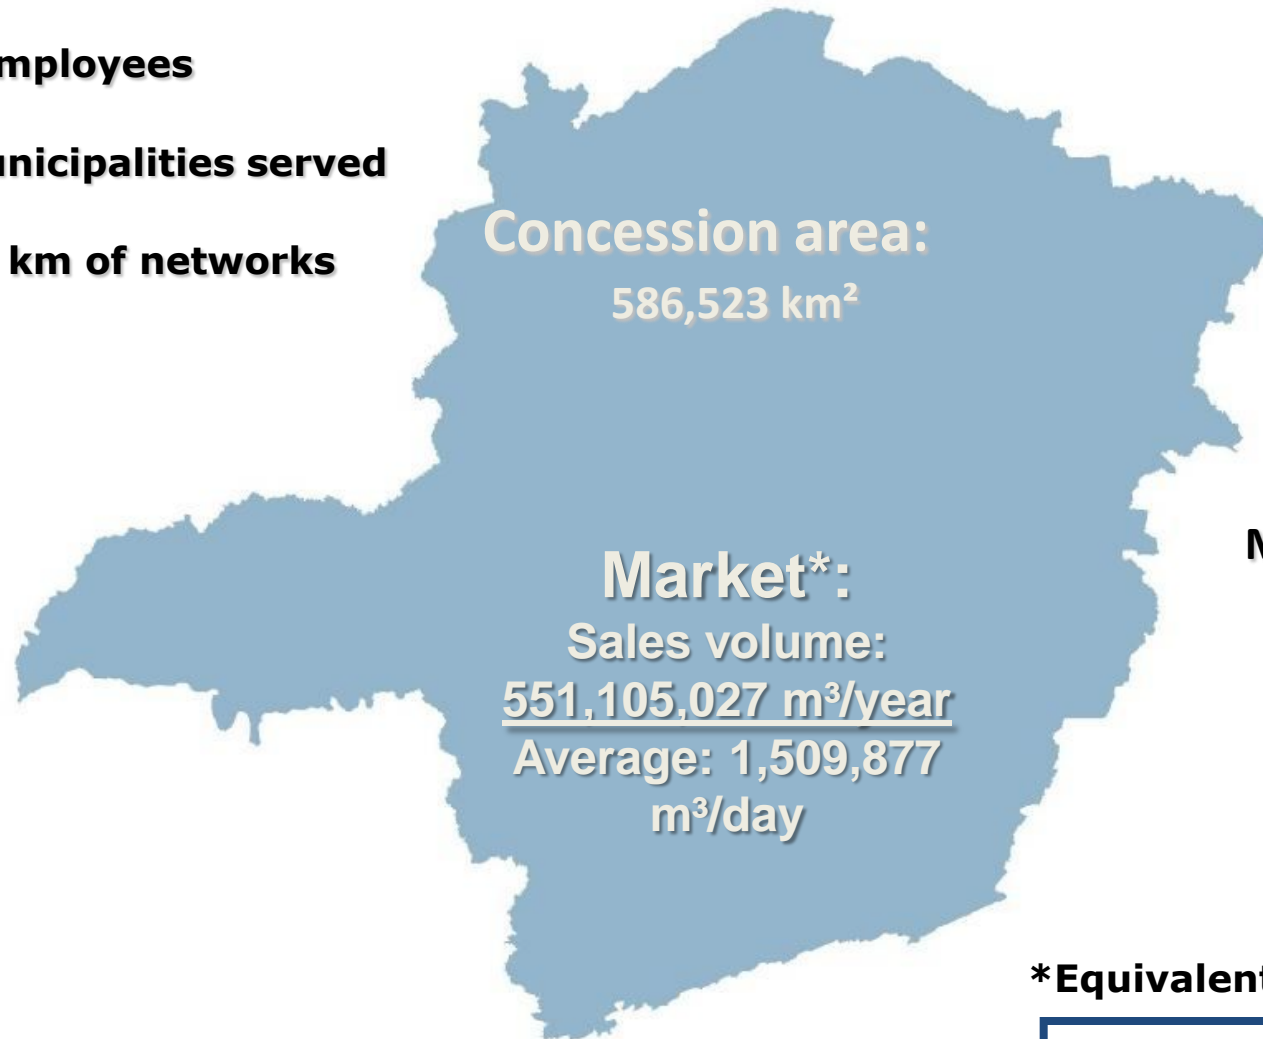 mployees
unicipalities served
km of networks
Concession area:
586,523 km²
Market*:
Sales volume:
551,105,027 m³/year
Average: 1,509,877
m³/day
*Equivalent